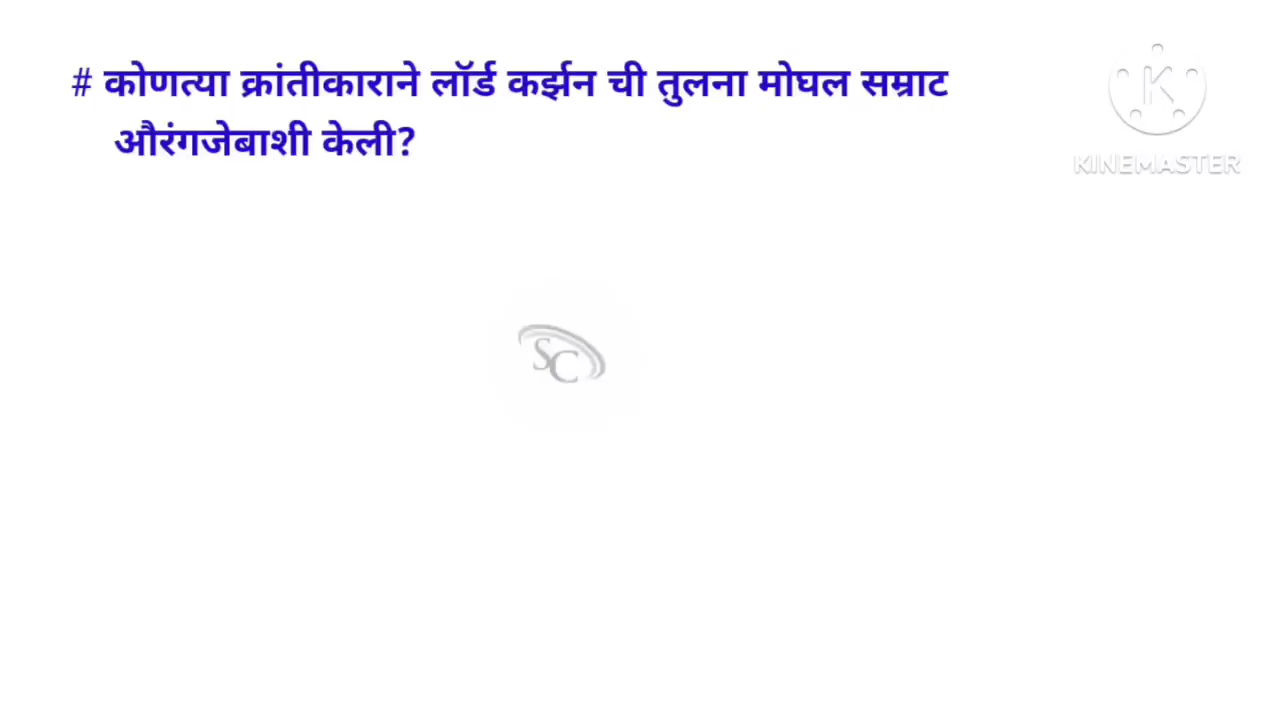 # कोणत्या क्रांतीकाराने लॉर्ड कर्झन ची तुलना मोघल सम्राट
औरंगजेबाशी केली?
KINEMASTER
SC